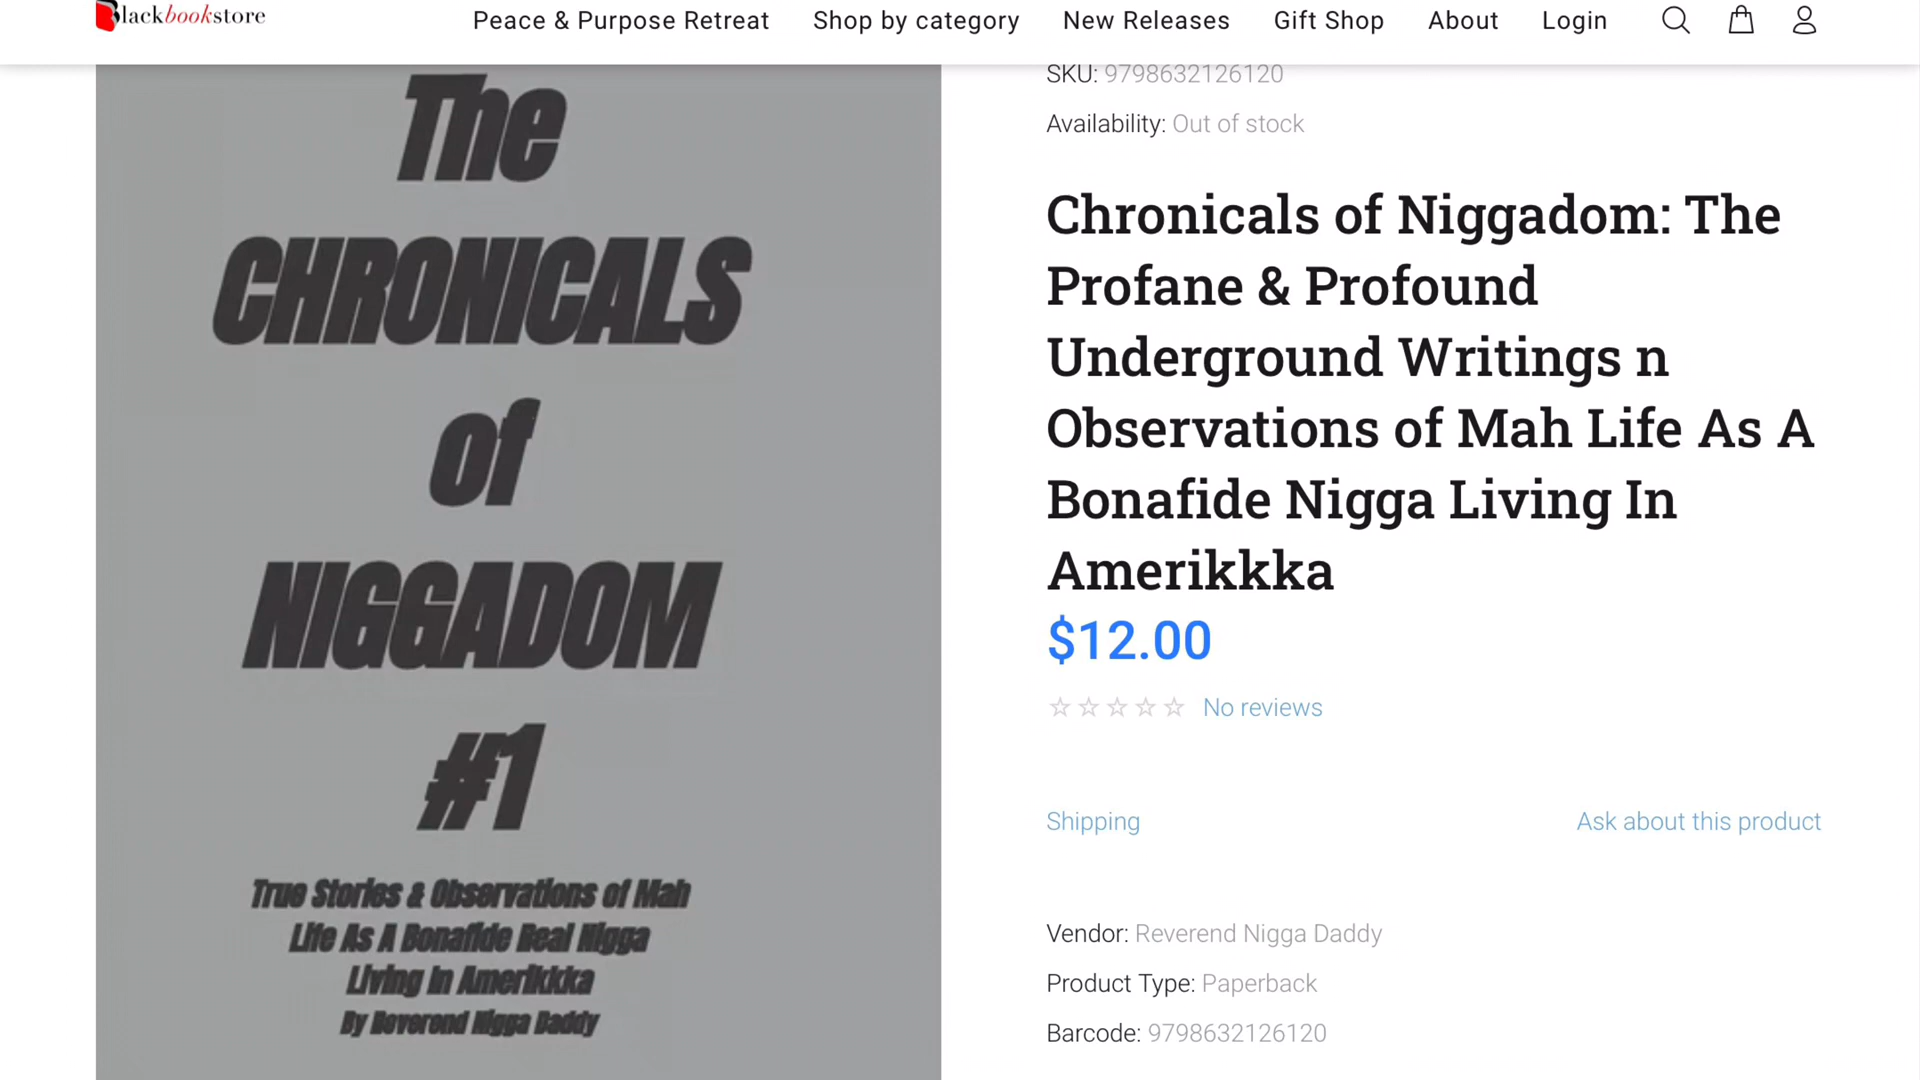 Blackbookstore
Peace & Purpose Retreat
Shop by category
New Releases
Gift Shop
About
Login
The
CHRONICALS
of
NIGGADOM
#1
True Stories & Observations of Mah
Life As A Bonafide Real Nigga
Living In Amerikkka
By Reverend Nigga Daddy
SKU: 9798632126120
Availability: Out of stock
Chronicals of Niggadom: The
Profane & Profound
Underground Writings n
Observations of Mah Life As A
Bonafide Nigga Living In
Amerikkka
$12.00
No reviews
Shipping
Ask about this product
Vendor: Reverend Nigga Daddy
Product Type: Paperback
Barcode: 9798632126120